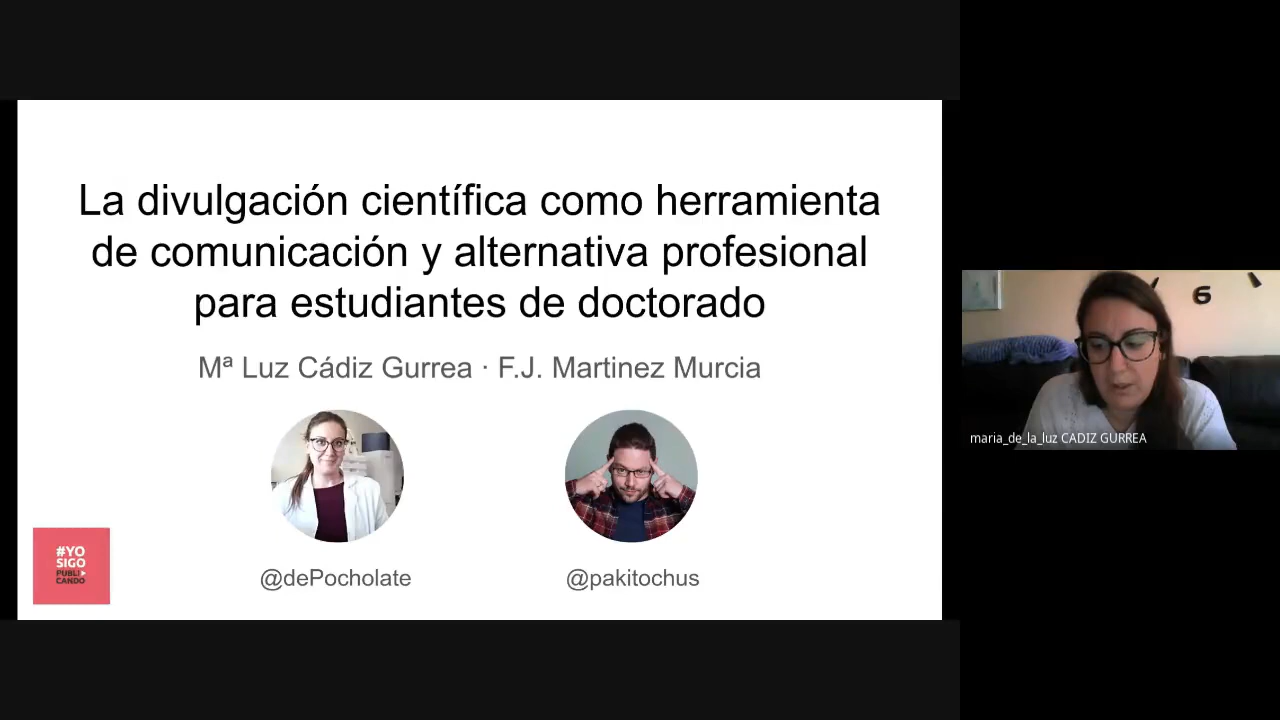 La divulgación científica como herramienta
de comunicación y alternativa profesional
para estudiantes de doctorado
Mª Luz Cádiz Gurrea · F.J. Martinez Murcia
@dePocholate
@pakitochus
#YO
SIGO
PUBLI
CANDO
6
maria_de_la_luz CADIZ GURREA